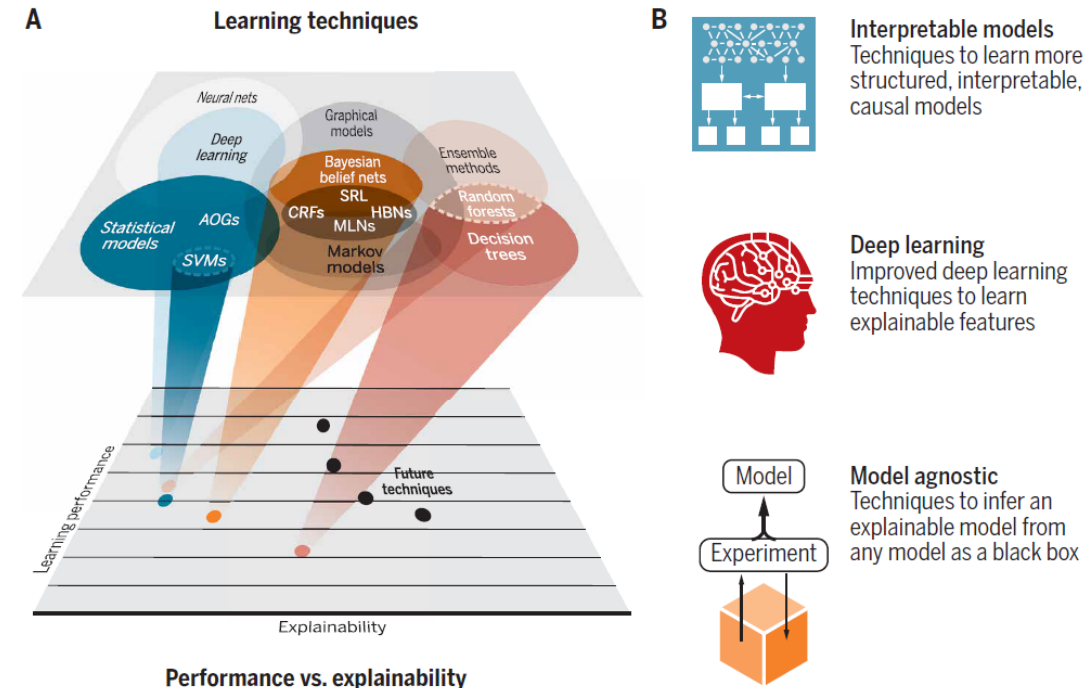 A
Learning techniques
Neural nets
Deep
learning
Graphical
models
Ensemble
methods
Bayesian
belief nets
SRL
CRFs
HBNs
MLNs
Markov
models
Random
forests
Decision
trees
Statistical
models
AOGs
SVMs
Learning performance
Future
techniques
Explainability
Performance vs. explainability
B
Interpretable models
Techniques to learn more
structured, interpretable,
causal models
Deep learning
Improved deep learning
techniques to learn
explainable features
Model
Experiment
Model agnostic
Techniques to infer an
explainable model from
any model as a black box